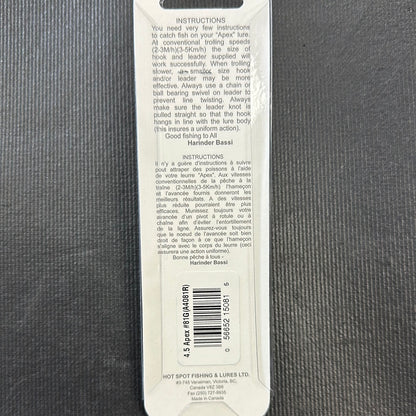 INSTRUCTIONS
You need very few instructions
to catch fish on your "Apex" lure.
At conventional trolling speeds
(2-3M/h)(3-5Km/h) the size of
hook and leader supplied will
work successfully. When trolling
slower, a smaller size hook
and/or leader may be more
effective. Always use a chain or
ball bearing swivel on leader to
prevent line twisting. Always
make sure the leader knot is
pulled straight so that the hook
hangs in line with the lure body
(this insures a uniform action).
Good fishing to All
Harinder Bassi
INSTRUCTIONS
Il n'y a guère d'instructions à suivre
pour attraper des poissons à l'aide
de votre leurre "Apex". Aux vitesses
conventionnelles de la pêche à la
traîne (2-3M/h)(3-5Km/h) l'hameçon
et l'avancée fournis donneront les
meilleurs résultats. A des vitesses
plus réduite pourraient être plus
efficaces. Munissez toujours votre
avancée d'un pivot à rotule ou à
chaîne afin d'éviter l'entortillement
de la ligne. Assurez-vous toujours
que le noeud de l'avancée soit bien
droit de façon à ce que l'hameçon
s'aligne avec le corps du leurre (ceci
assurera une action uniforme).
Bonne pêche à tous -
Harinder Bassi
4.5 Apex #81G(A4081R)
0 56652 15081 6
HOT SPOT FISHING & LURES LTD.
Victoria, BC,
Canada V8Z 3B6
Made in Canada